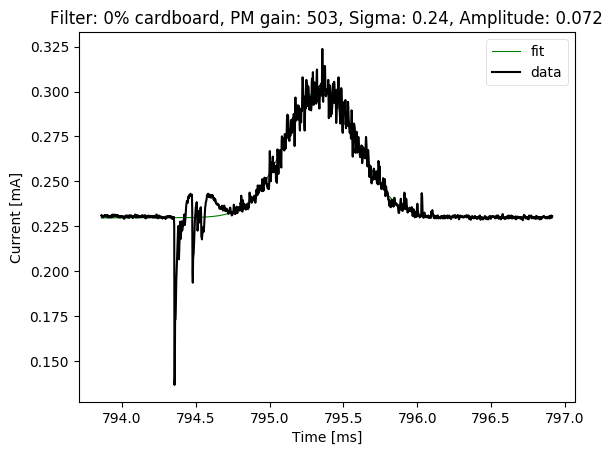 Filter: 0% cardboard, PM gain: 503, Sigma: 0.24, Amplitude: 0.072
fit
data
0.325
0.300
0.275
0.250
0.225
0.200
0.175
0.150
Current [mA]
794.0 794.5 795.0 795.5 796.0 796.5 797.0
Time [ms]